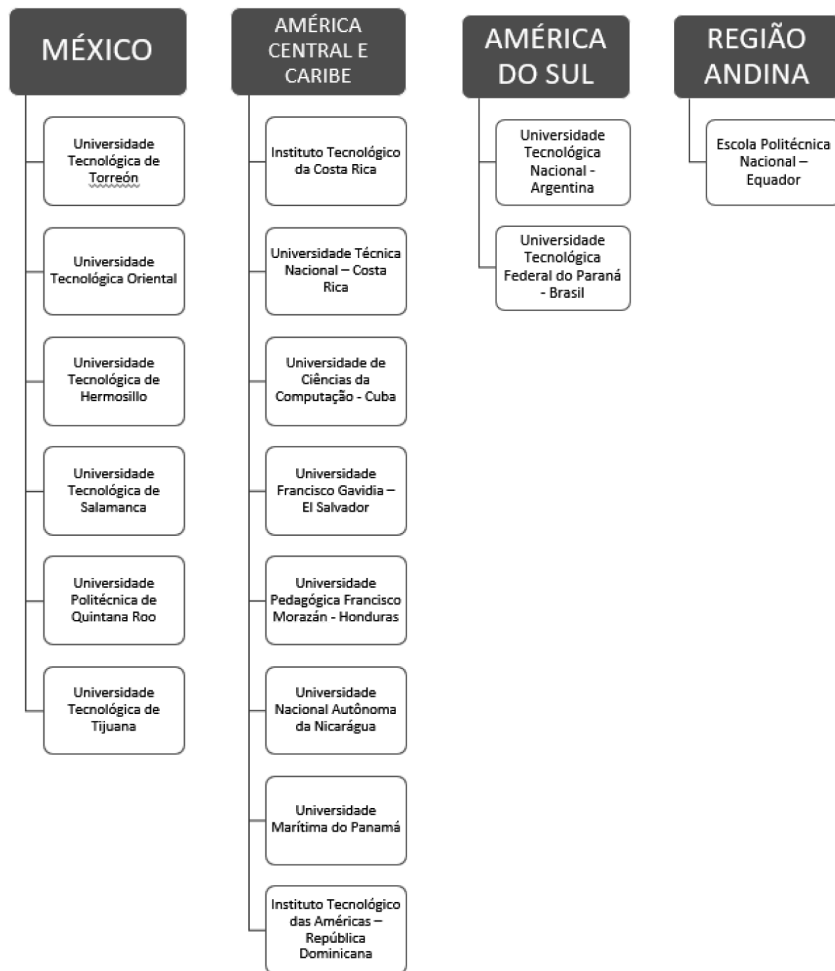 MÉXICO
Universidade
Tecnológica de
Torreón
Universidade
Tecnológica Oriental
Universidade
Tecnológica de
Hermosillo
Universidade
Tecnológica de
Salamanca
Universidade
Politécnica de
Quintana Roo
Universidade
Tecnológica de
Tijuana
AMÉRICA
CENTRAL E
CARIBE
Instituto Tecnológico
da Costa Rica
Universidade Técnica
Nacional – Costa
Rica
Universidade de
Ciências da
Computação - Cuba
Universidade
Francisco Gavidia –
El Salvador
Universidade
Pedagógica Francisco
Morazán - Honduras
Universidade
Nacional Autônoma
da Nicarágua
Universidade
Marítima do Panamá
Instituto Tecnológico
das Américas –
República
Dominicana
AMÉRICA
DO SUL
Universidade
Tecnológica
Nacional -
Argentina
Universidade
Tecnológica
Federal do Paraná
- Brasil
REGIÃO
ANDINA
Escola Politécnica
Nacional –
Equador